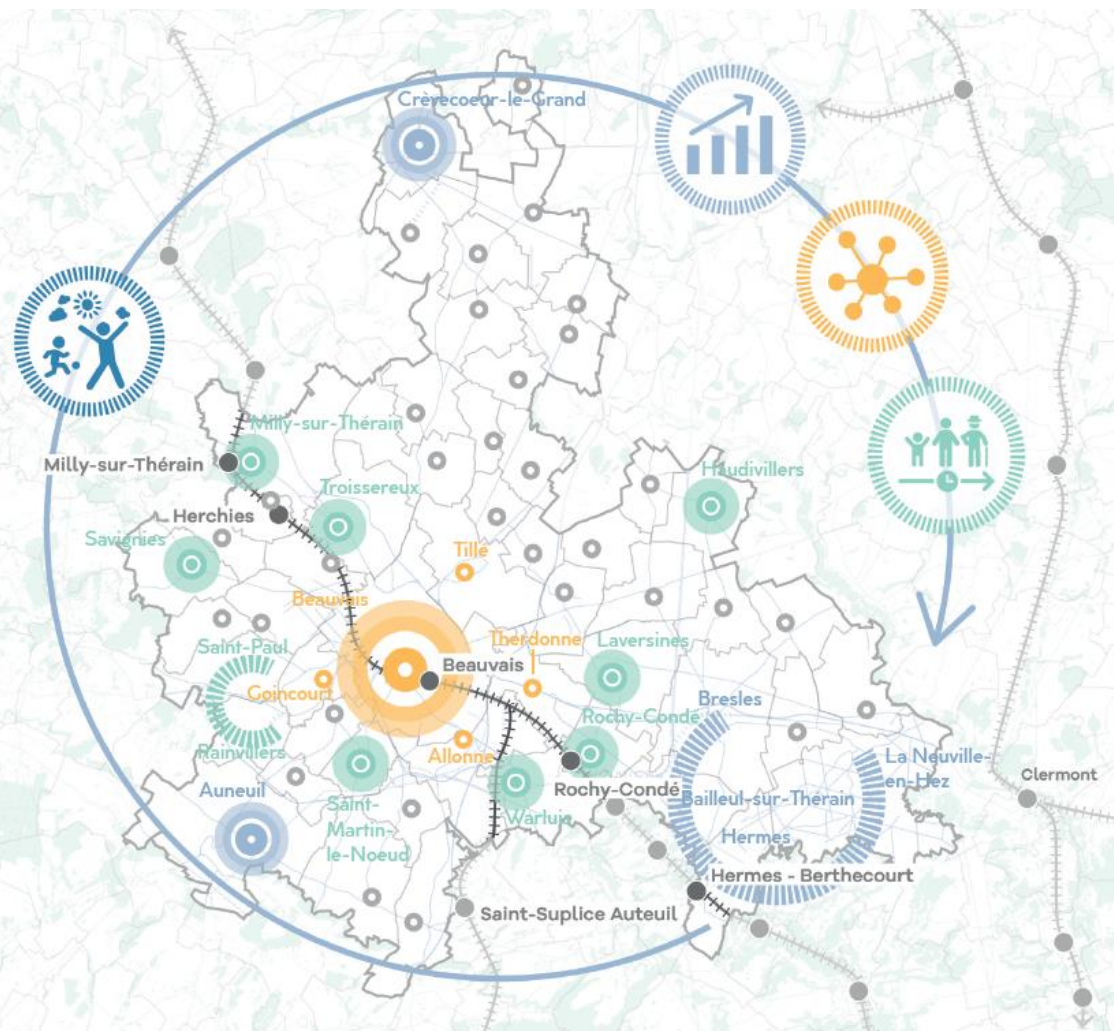 Crèvecoeur-le-Grand
Milly-sur-Thérain
Milly-sur-Thérain
Haudivillers
Troissereux
Herchies
Savignies
Tillé
Beauvais
Saint-Paul
Therdonne
Laversines
Beauvais
Goincourt
Bresles
Rochy-Condé
Rainvillers
Allonne
La Neuville-
en-Hez
Clermont
Auneuil
Rochy-Condé
Bailleul-sur-Thérain
Saint-
Martin-
le-Noeud
Warluis
Hermes
Hermes - Berthecourt
Saint-Suplice Auteuil